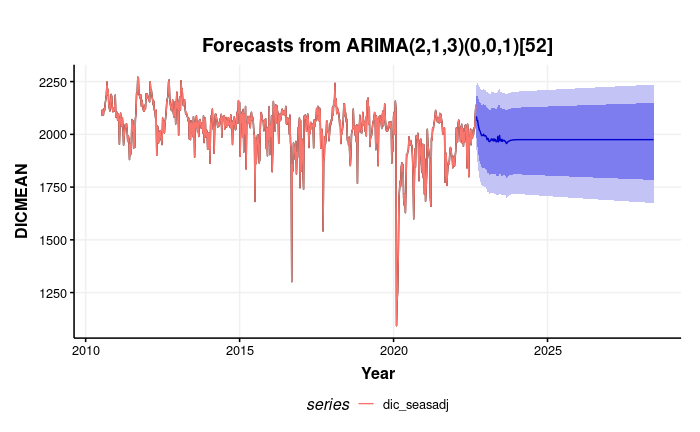 Forecasts from ARIMA(2,1,3)(0,0,1)[52]
DICMEAN
2250
2000
1750
1500
1250
2010 2015 2020 2025
Year
series dic_seasadj